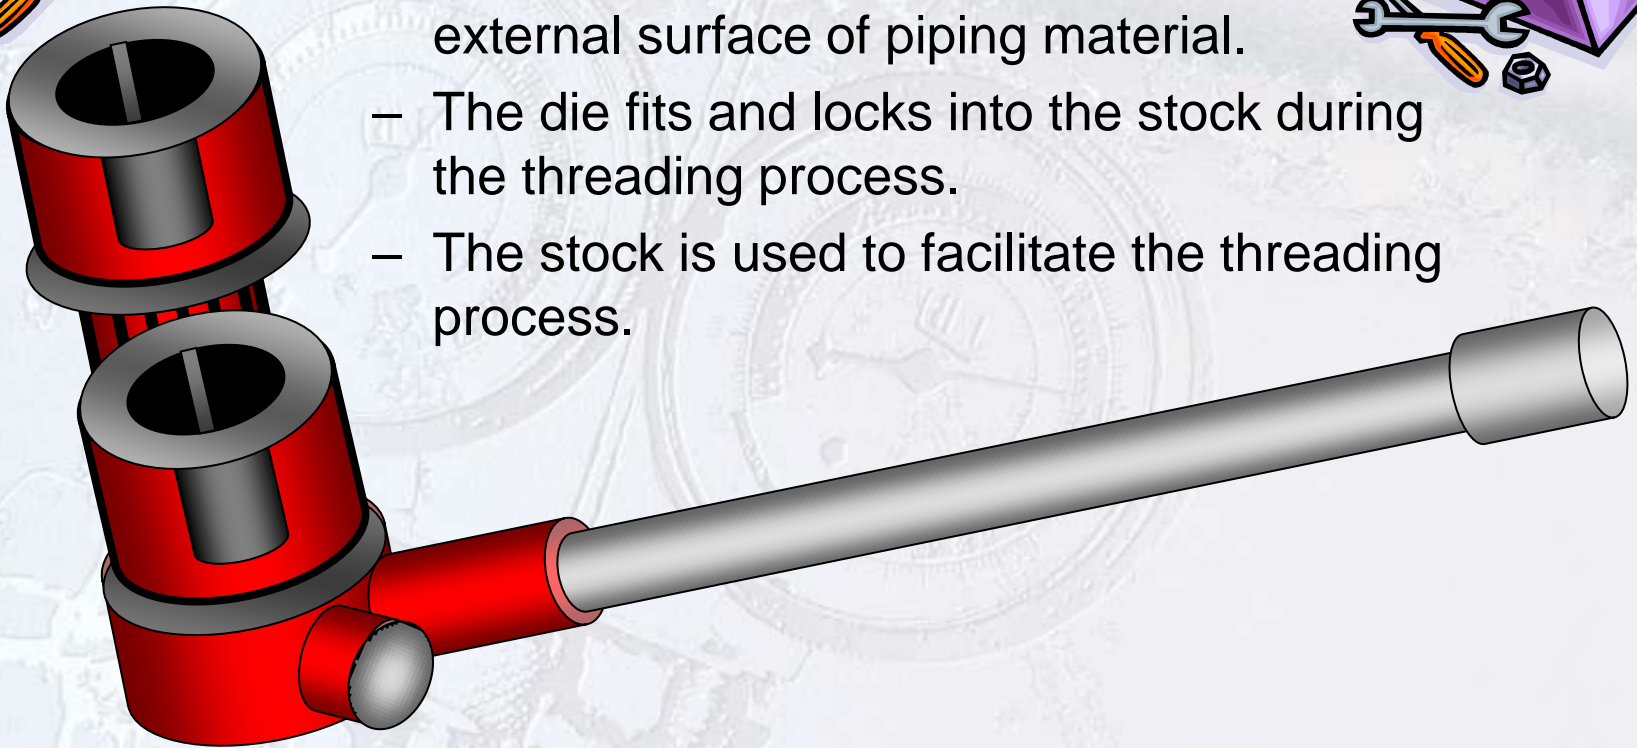 external surface of piping material.
– The die fits and locks into the stock during
the threading process.
– The stock is used to facilitate the threading
process.